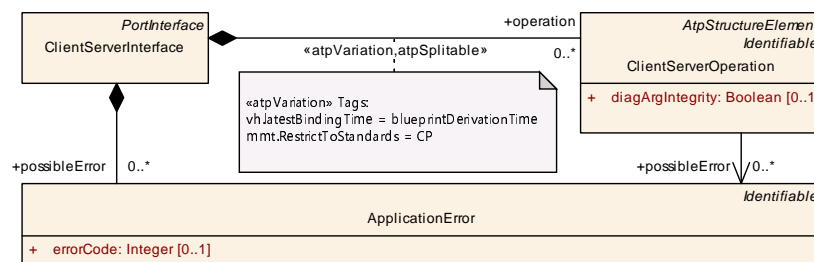 PortInterface
ClientServerInterface
+operation
«atpVariation,atpSplitable»
0..*
AtpStructureElemen
Identifiable
ClientServerOperation
+ diagArgIntegrity: Boolean [0..1
«atpVariation» Tags:
vh.latestBindingTime = blueprintDerivationTime
mmt.RestrictToStandards = CP
+possibleError 0..*
+possibleError 0..*
Identifiable
ApplicationError
+ errorCode: Integer [0..1]